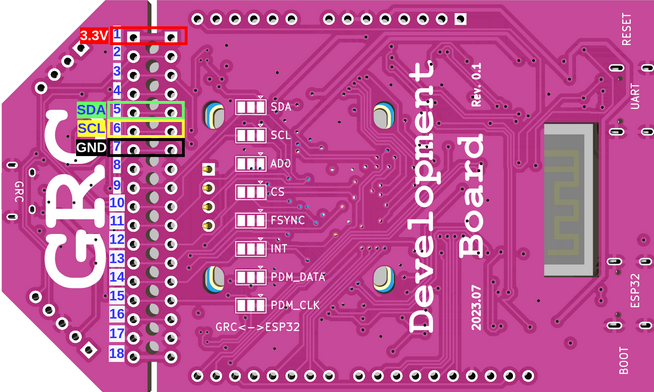 3.3V 1
2
3
4
SDA 5
SCL 6
GND 7
8
9
10
11
12
13
14
15
16
17
18
GRC
GRC
SDA
SCL
AD0
CS
FSYNC
INT
PDM_DATA
PDM_CLK
GRC<->ESP32
Development
Board
Rev. 0.1
2023.07
RESET
UART
ESP32
BOOT